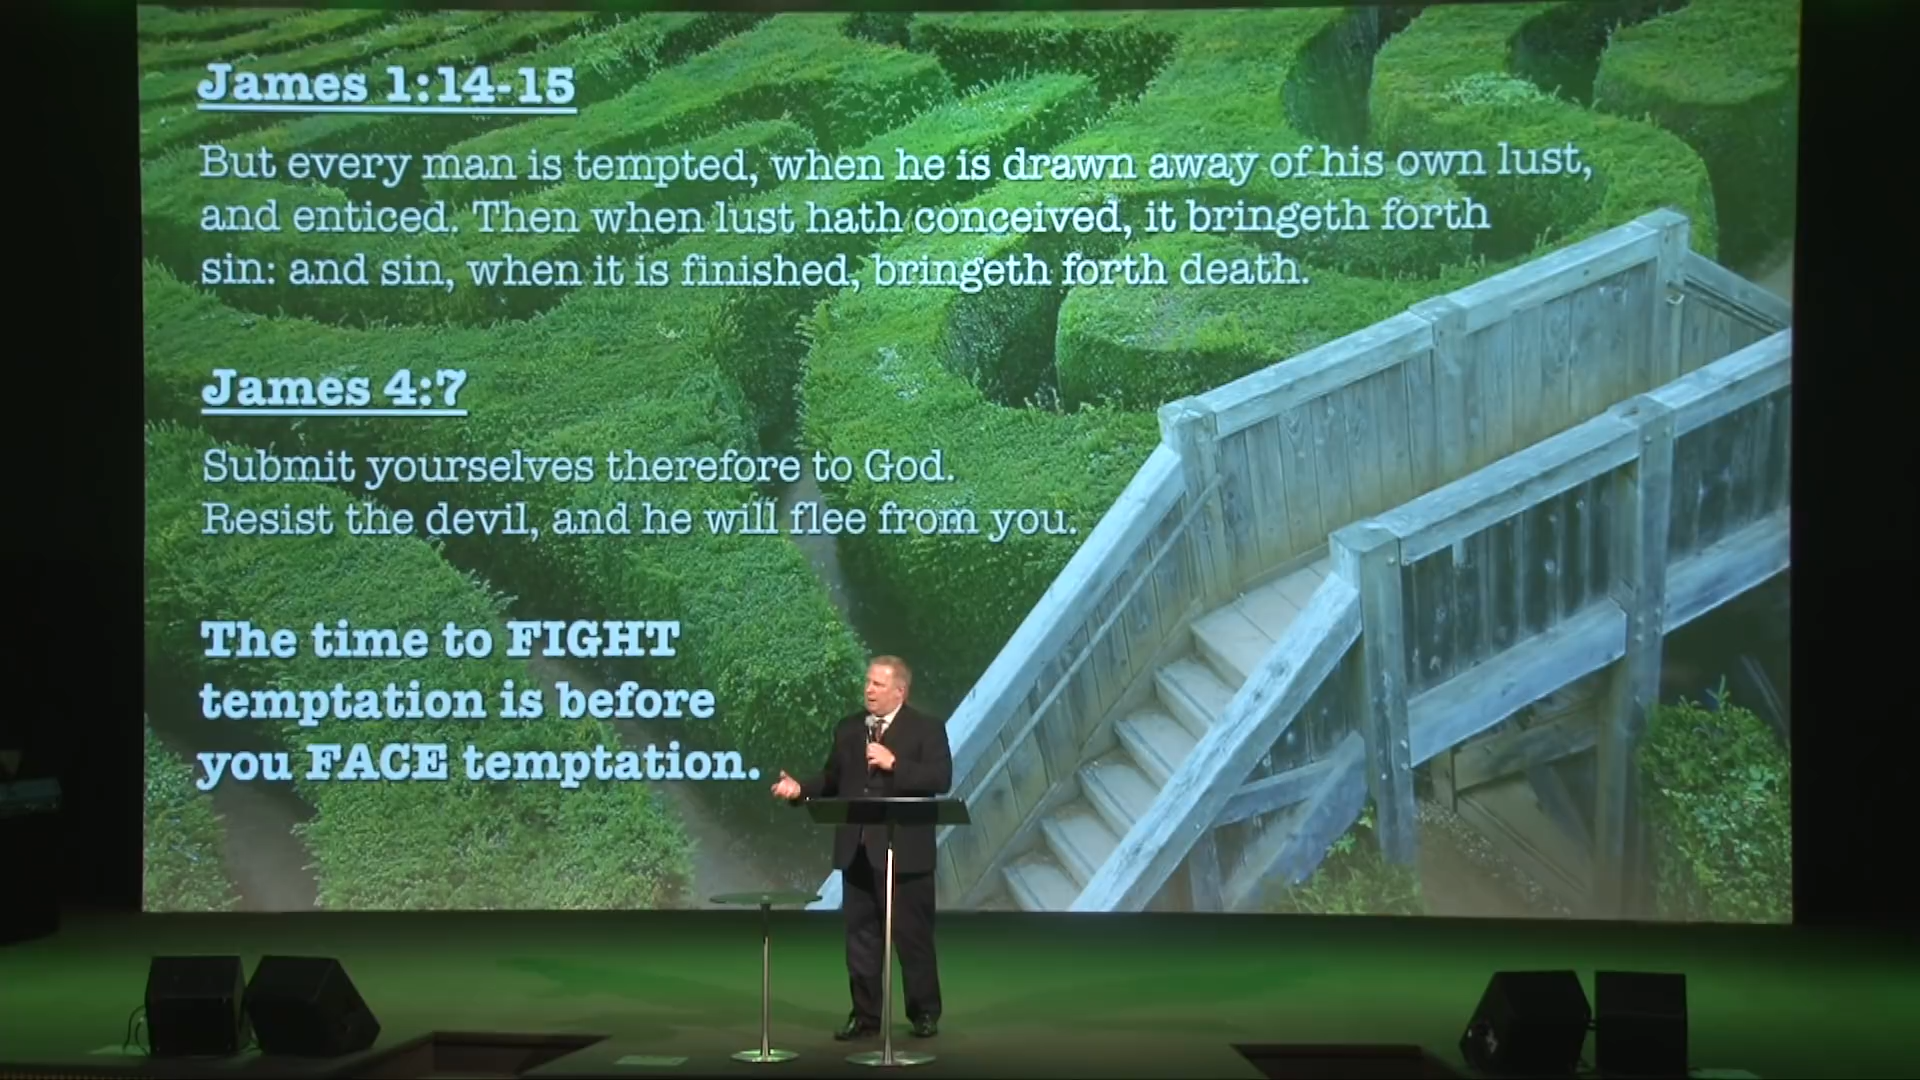 James 1:14-15
But every man is tempted, when he is drawn away of his own lust,
and enticed. Then when lust hath conceived, it bringeth forth
sin: and sin, when it is finished, bringeth forth death.
James 4:7
Submit yourselves therefore to God.
Resist the devil, and he will flee from you.
The time to FIGHT
temptation is before
you FACE temptation.